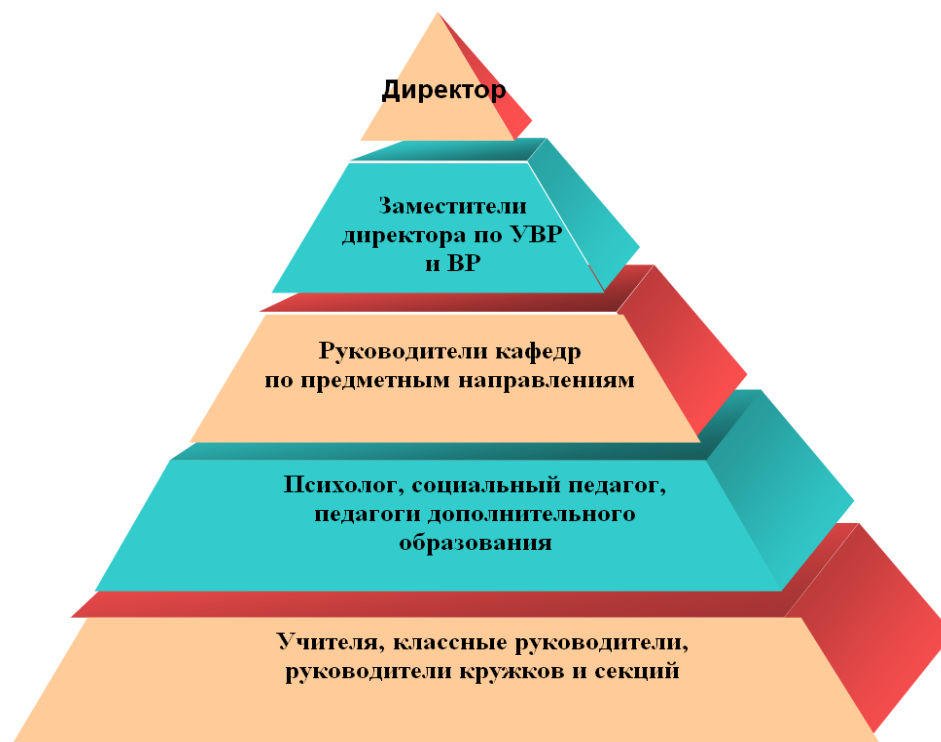 Директор
Заместители
директора по УВР
и ВР
Руководители кафедр
по предметным направлениям
Психолог, социальный педагог,
педагоги дополнительного
образования
Учителя, классные руководители,
руководители кружков и секций